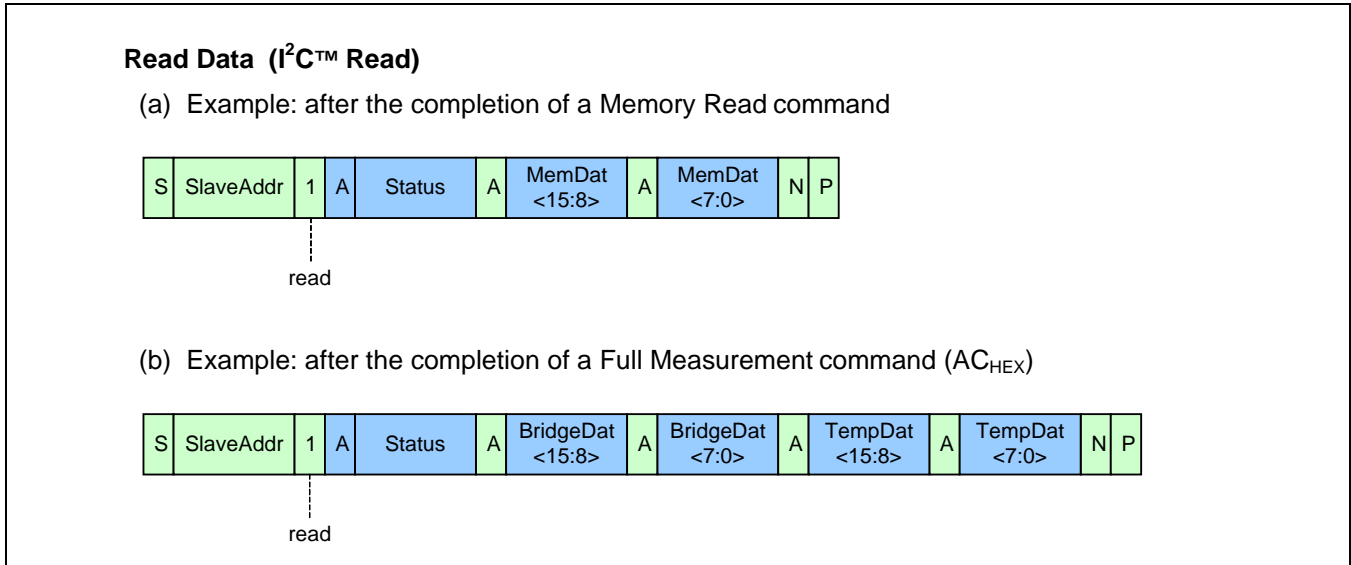 Read Data (I²C™ Read)
(a) Example: after the completion of a Memory Read command
S SlaveAddr 1 A Status A MemDat <15:8> A MemDat <7:0> N P
read
(b) Example: after the completion of a Full Measurement command (AC_HEX)
S SlaveAddr 1 A Status A BridgeDat <15:8> A BridgeDat <7:0> A TempDat <15:8> A TempDat <7:0> N P
read